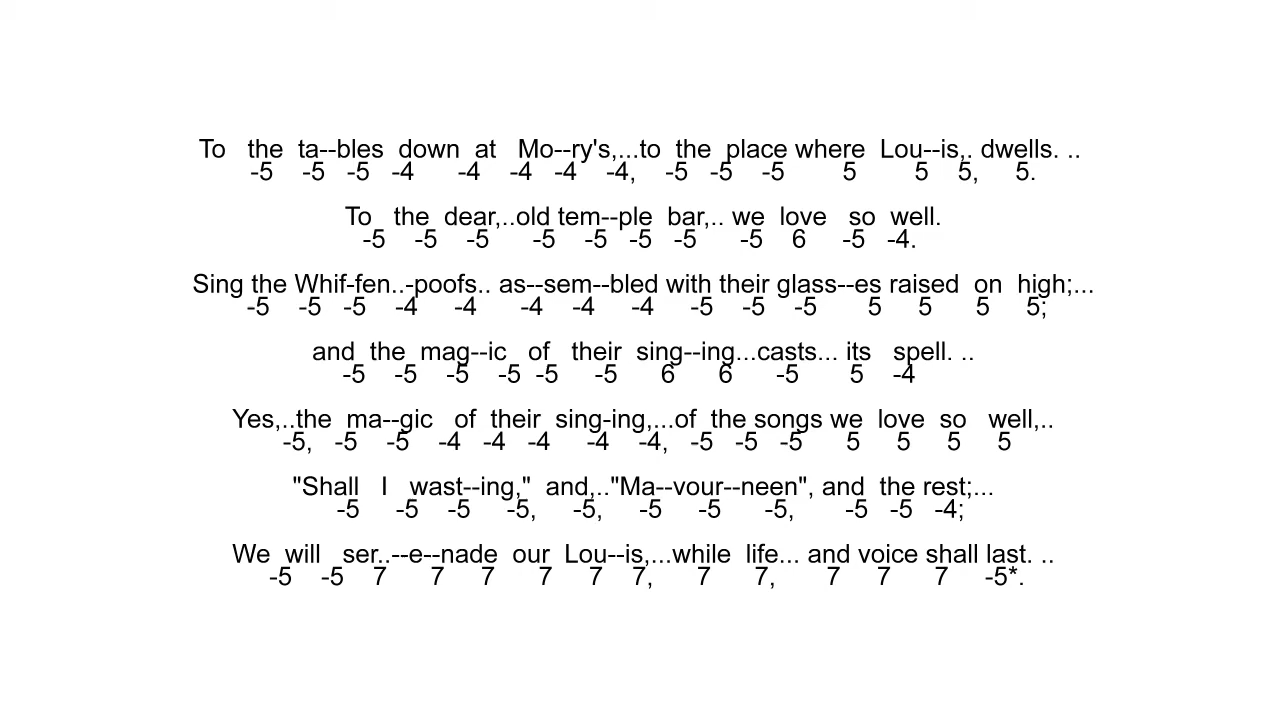 To the ta--bles down at Mo--ry's,...to the place where Lou--is,. dwells. ..
-5 -5 -5 -4 -4 -4 -4 -4, -5 -5 -5 5 5 5, 5.
To the dear,..old tem--ple bar,.. we love so well.
-5 -5 -5 -5 -5 -5 -5 -5 6 -5 -4.
Sing the Whif-fen..-poofs.. as--sem--bled with their glass--es raised on high;...
-5 -5 -5 -4 -4 -4 -4 -4 -5 -5 -5 5 5 5 5;
and the mag--ic of their sing--ing...casts... its spell. ..
-5 -5 -5 -5 -5 -5 6 6 -5 5 -4
Yes,..the ma--gic of their sing-ing,...of the songs we love so well,..
-5, -5 -5 -4 -4 -4 -4 -4, -5 -5 -5 5 5 5 5
"Shall I wast--ing," and,.."Ma--vour--neen", and the rest;...
-5 -5 -5 -5, -5, -5 -5 -5, -5 -5 -4;
We will ser..--e--nade our Lou--is,...while life... and voice shall last. ..
-5 -5 7 7 7 7 7 7, 7 7, 7 7 7 -5*.